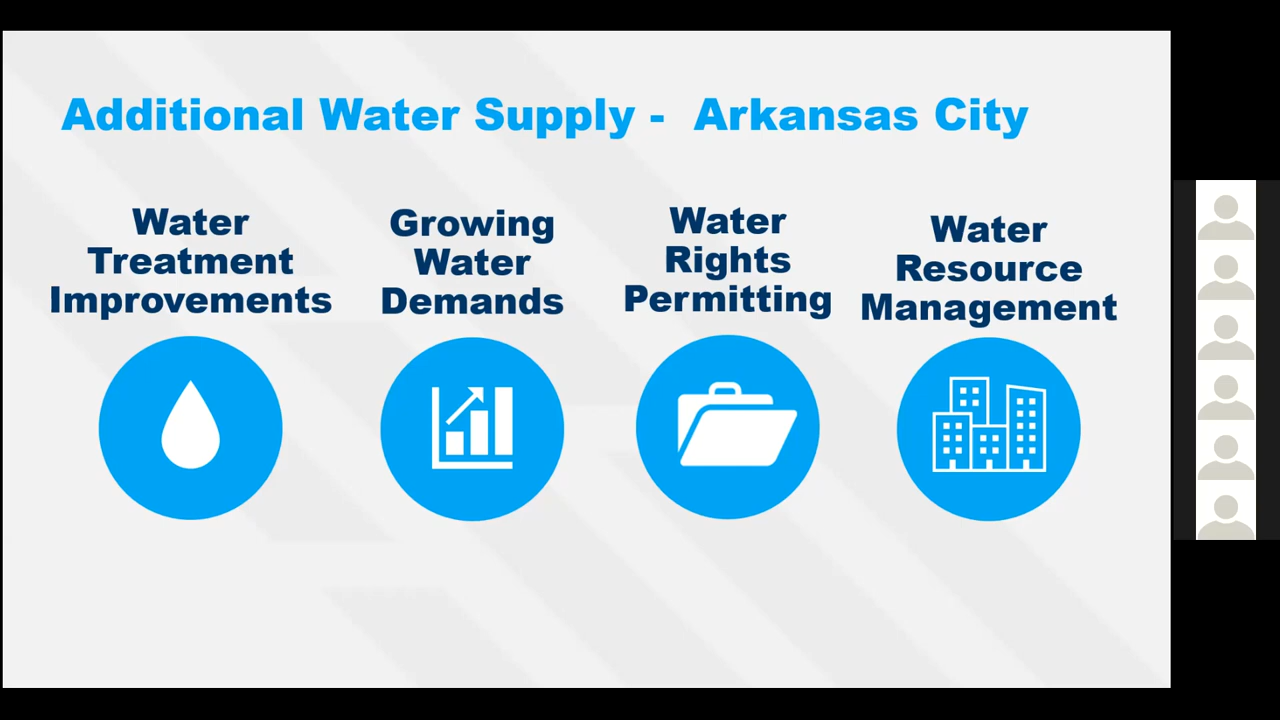 Additional Water Supply - Arkansas City
Water
Treatment
Improvements
Growing
Water
Demands
Water
Rights
Permitting
Water
Resource
Management